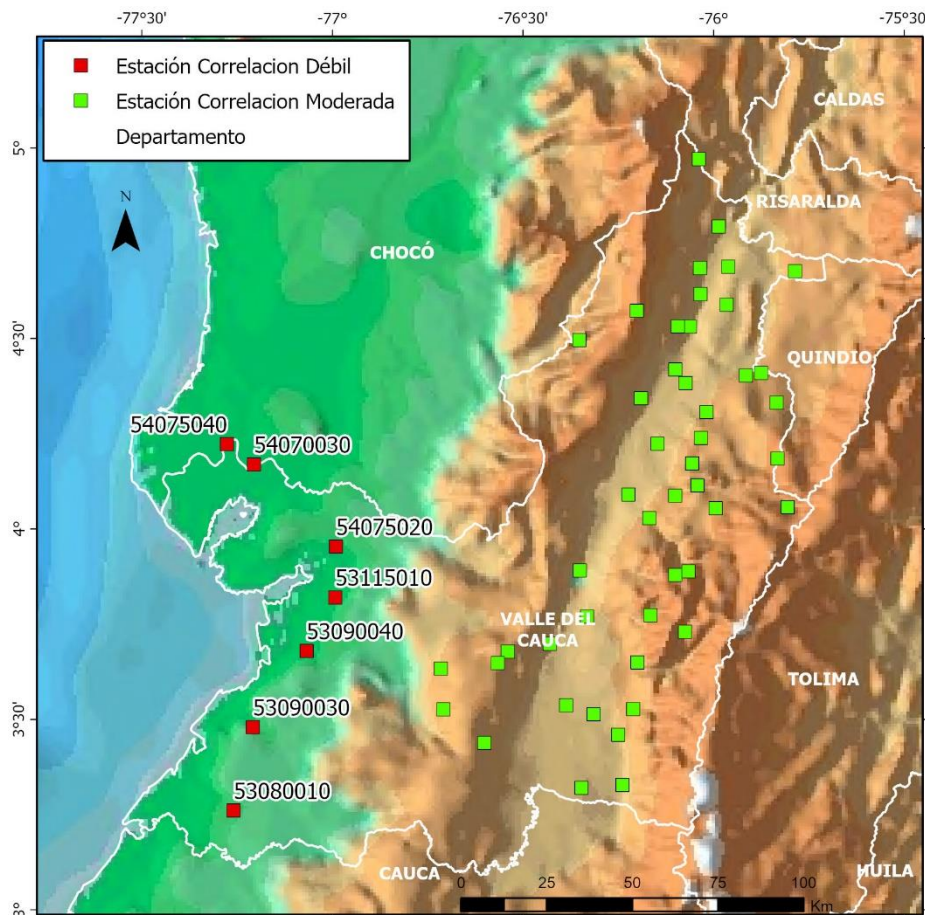 -77°30' -77° -76°30' -76° -75°30'
Estación Correlacion Débil
Estación Correlacion Moderada
Departamento
CALDAS
5°
RISARALDA
N
CHOCÓ
4°30'
QUINDIO
54075040
54070030
4°
54075020
53115010
VALLE DEL
CAUCA
53090040
TOLIMA
3°30'
53090030
53080010
CAUCA
HUILA
0 25 50 75 100
Km
3°